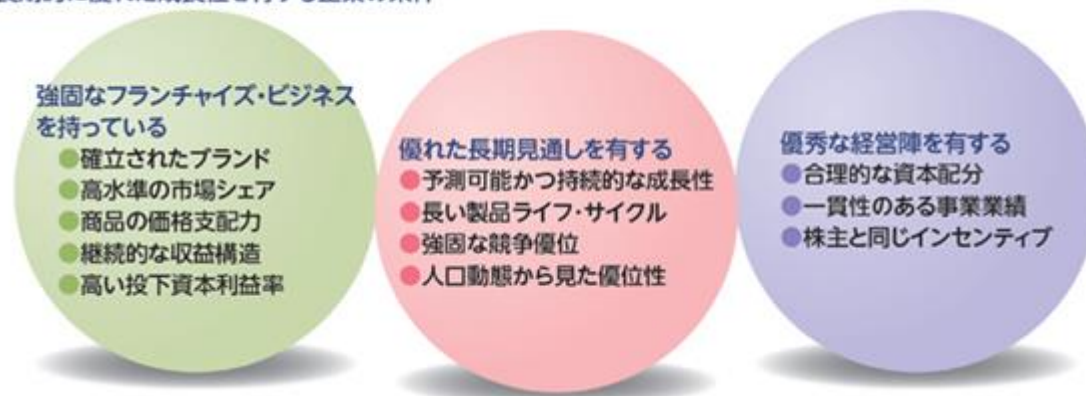 強固なフランチャイズ・ビジネス
を持っている
●確立されたブランド
●高水準の市場シェア
●商品の価格支配力
●継続的な収益構造
●高い投下資本利益率
優れた長期見通しを有する
●予測可能かつ持続的な成長性
●長い製品ライフ・サイクル
●強固な競争優位
●人口動態から見た優位性
優秀な経営陣を有する
●合理的な資本配分
●一貫性のある事業業績
●株主と同じインセンティブ